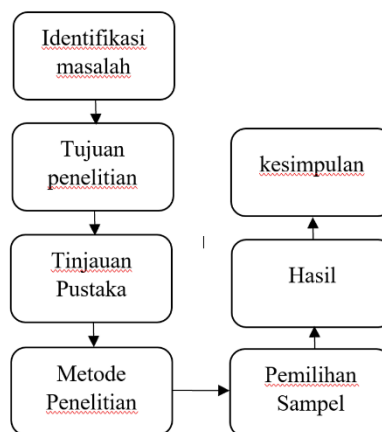 Identifikasi
masalah
Tujuan
penelitian
Tinjauan
Pustaka
Metode
Penelitian
Pemilihan
Sampel
Hasil
kesimpulan